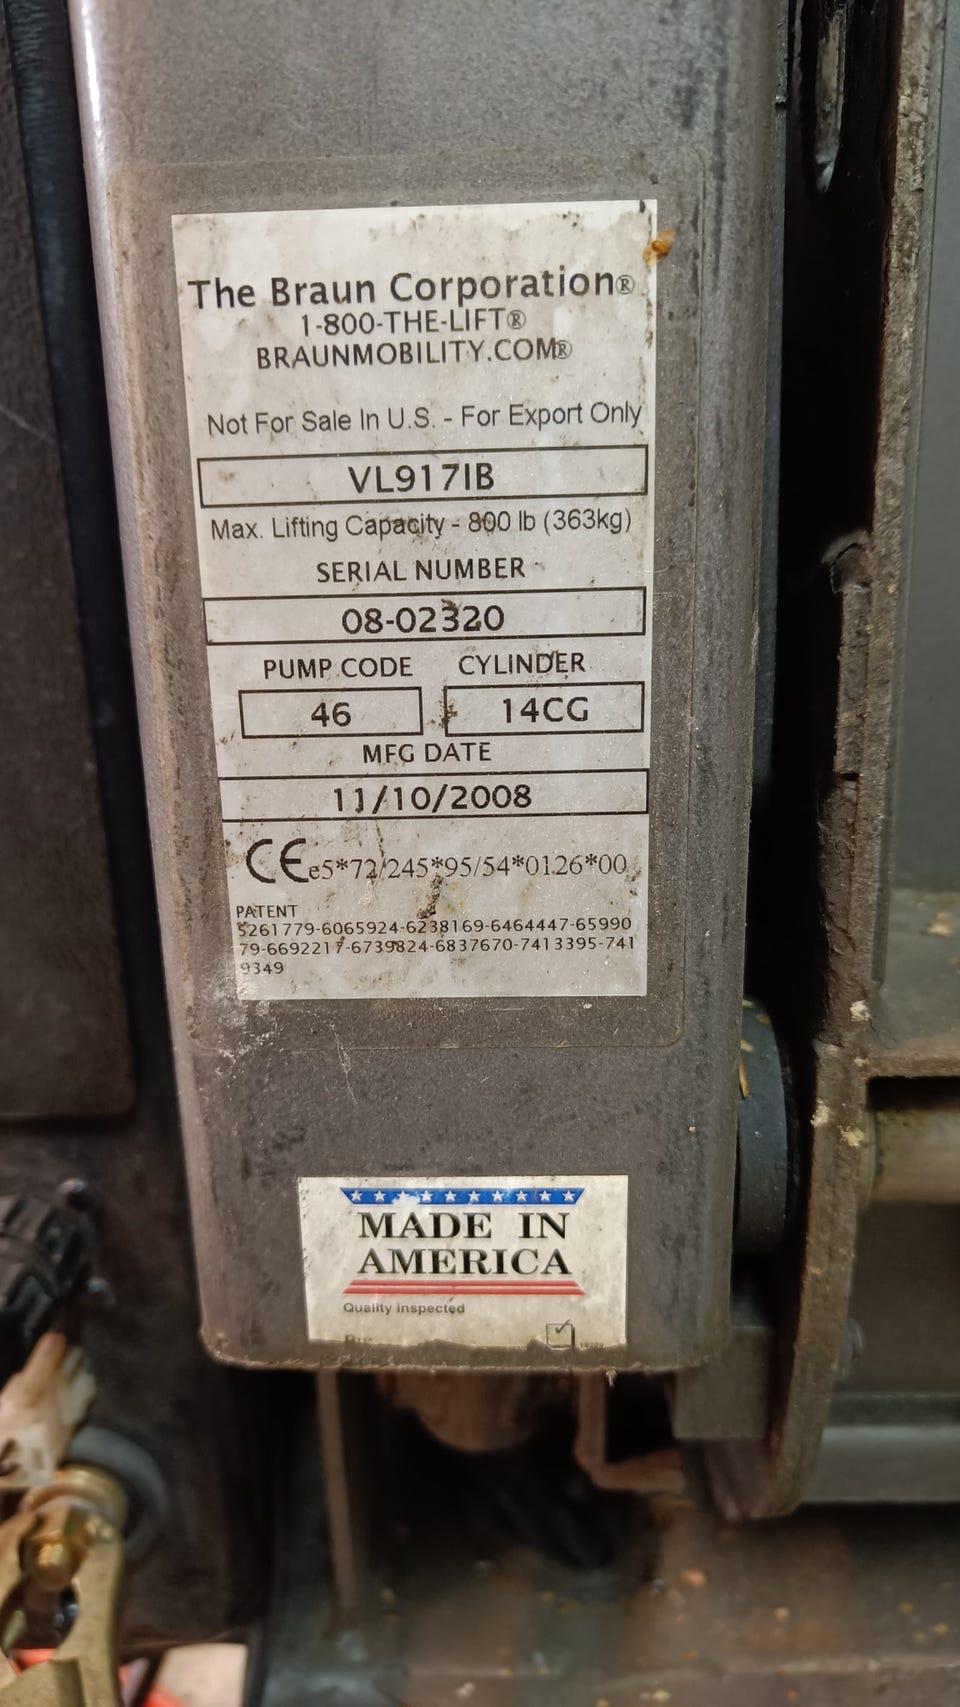 The Braun Corporation®
1-800-THE-LIFT®
BRAUNMOBILITY.COM®
Not For Sale In U.S. - For Export Only
VL917IB
Max. Lifting Capacity - 800 lb (363kg)
SERIAL NUMBER
08-02320
PUMP CODE CYLINDER
46 14CG
MFG DATE
11/10/2008
CE e5*72/245*95/54*0126*00
PATENT
5261779-6065924-6238169-6464447-65990
79-6692217-6739824-6837670-7413395-741
9349
MADE IN
AMERICA
Quality Inspected